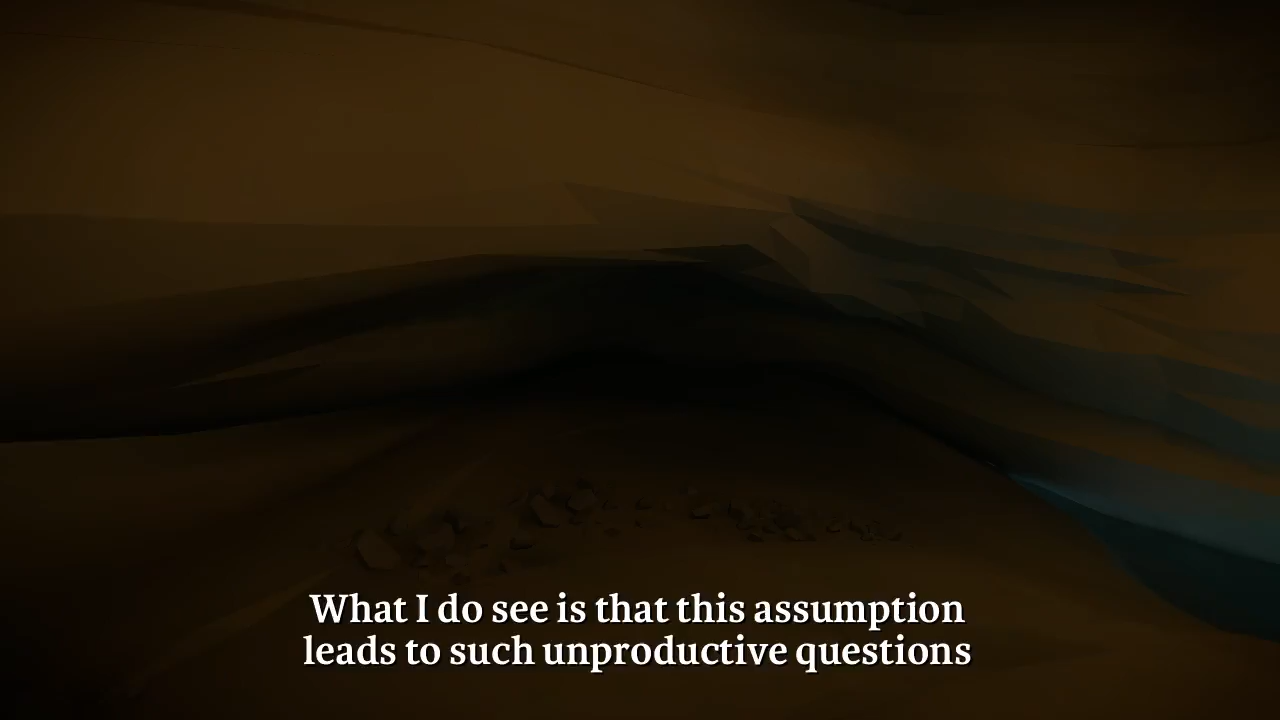 What I do see is that this assumption
leads to such unproductive questions